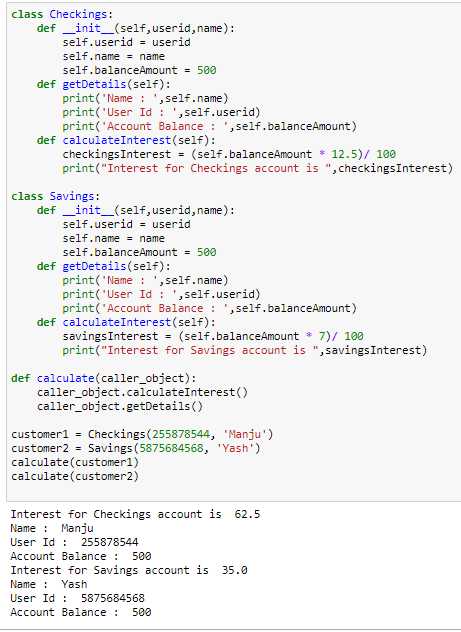 class Checkings:
    def __init__(self,userid,name):
        self.userid = userid
        self.name = name
        self.balanceAmount = 500
    def getDetails(self):
        print('Name : ',self.name)
        print('User Id : ',self.userid)
        print('Account Balance : ',self.balanceAmount)
    def calculateInterest(self):
        checkingsInterest = (self.balanceAmount * 12.5)/ 100
        print("Interest for Checkings account is ",checkingsInterest)

class Savings:
    def __init__(self,userid,name):
        self.userid = userid
        self.name = name
        self.balanceAmount = 500
    def getDetails(self):
        print('Name : ',self.name)
        print('User Id : ',self.userid)
        print('Account Balance : ',self.balanceAmount)
    def calculateInterest(self):
        savingsInterest = (self.balanceAmount * 7)/ 100
        print("Interest for Savings account is ",savingsInterest)

def calculate(caller_object):
    caller_object.calculateInterest()
    caller_object.getDetails()

customer1 = Checkings(255878544, 'Manju')
customer2 = Savings(5875684568, 'Yash')
calculate(customer1)
calculate(customer2)

Interest for Checkings account is  62.5
Name :  Manju
User Id :  255878544
Account Balance :  500
Interest for Savings account is  35.0
Name :  Yash
User Id :  5875684568
Account Balance :  500